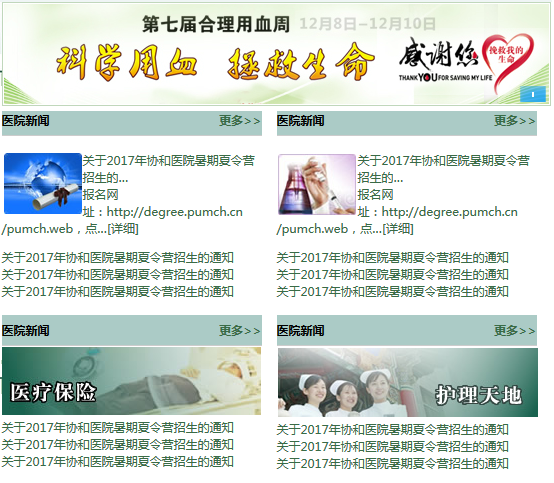 第七届合理用血周 12月8日-12月10日
科学用血 拯救生命
感谢您
THANK YOU FOR SAVING MY LIFE
挽救我的
生命
1
医院新闻 更多>>
关于2017年协和医院暑期夏令营
招生的...
报名网
址：http://degree.pumch.cn
/pumch.web，点...[详细]
关于2017年协和医院暑期夏令营招生的通知
关于2017年协和医院暑期夏令营招生的通知
关于2017年协和医院暑期夏令营招生的通知
医院新闻 更多>>
关于2017年协和医院暑期夏令营
招生的...
报名网
址：http://degree.pumch.cn
/pumch.web，点...[详细]
关于2017年协和医院暑期夏令营招生的通知
关于2017年协和医院暑期夏令营招生的通知
关于2017年协和医院暑期夏令营招生的通知
医院新闻 更多>>
医疗保险
关于2017年协和医院暑期夏令营招生的通知
关于2017年协和医院暑期夏令营招生的通知
关于2017年协和医院暑期夏令营招生的通知
医院新闻 更多>>
护理天地
关于2017年协和医院暑期夏令营招生的通知
关于2017年协和医院暑期夏令营招生的通知
关于2017年协和医院暑期夏令营招生的通知